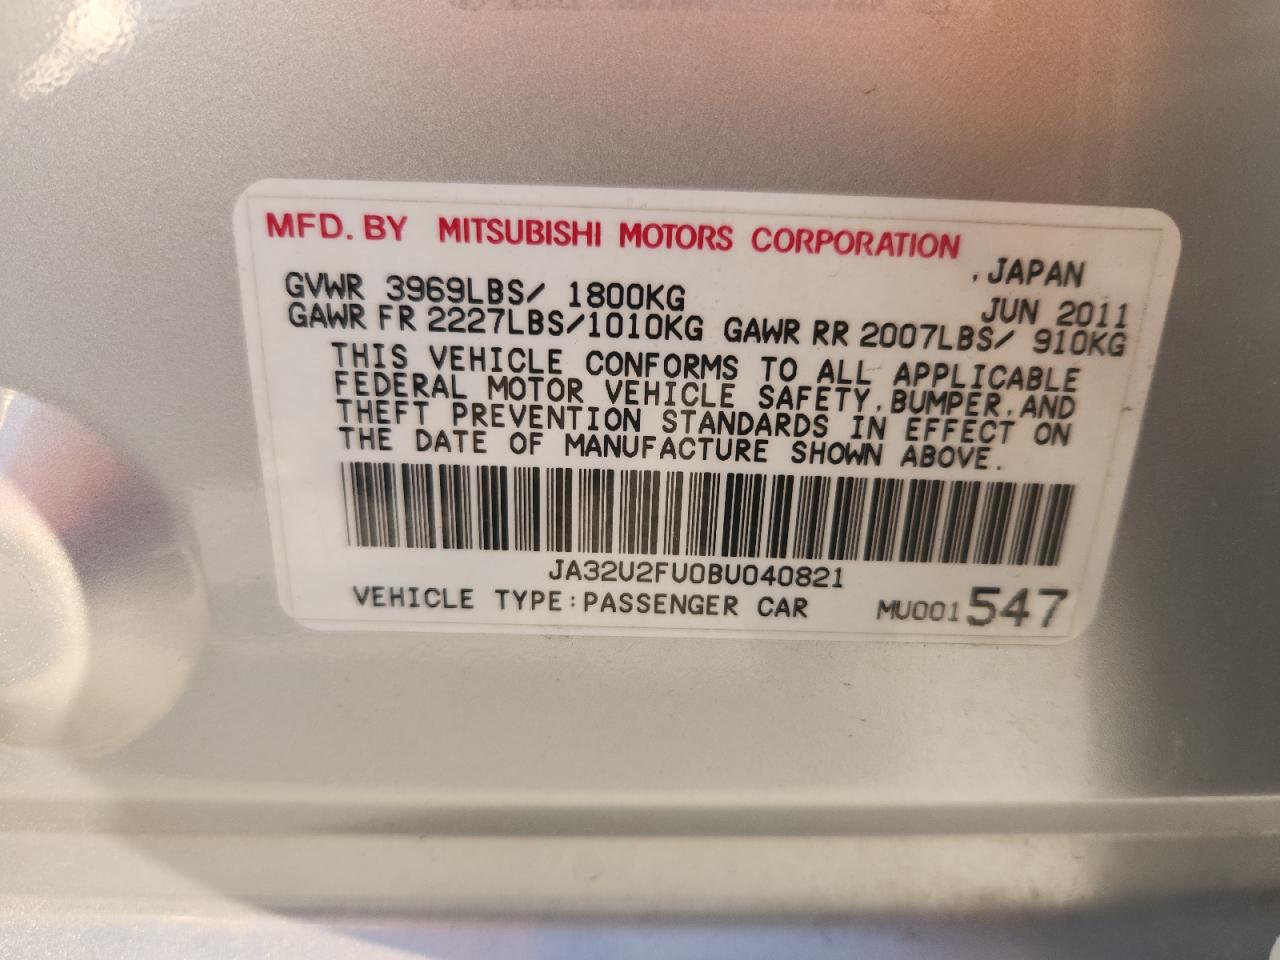 MFD. BY MITSUBISHI MOTORS CORPORATION
, JAPAN
GVWR 3969LBS/ 1800KG JUN 2011
GAWR FR 2227LBS/1010KG GAWR RR 2007LBS/ 910KG
THIS VEHICLE CONFORMS TO ALL APPLICABLE
FEDERAL MOTOR VEHICLE SAFETY, BUMPER, AND
THEFT PREVENTION STANDARDS IN EFFECT ON
THE DATE OF MANUFACTURE SHOWN ABOVE.
JA32U2FU0BU040821
VEHICLE TYPE:PASSENGER CAR MU001547